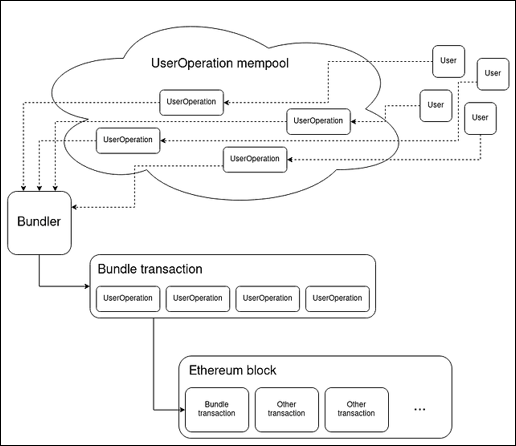 UserOperation mempool
User
User
UserOperation
User
User
UserOperation
UserOperation
UserOperation
Bundler
Bundle transaction
UserOperation
UserOperation
UserOperation
UserOperation
Ethereum block
Bundle
transaction
Other
transaction
Other
transaction
...